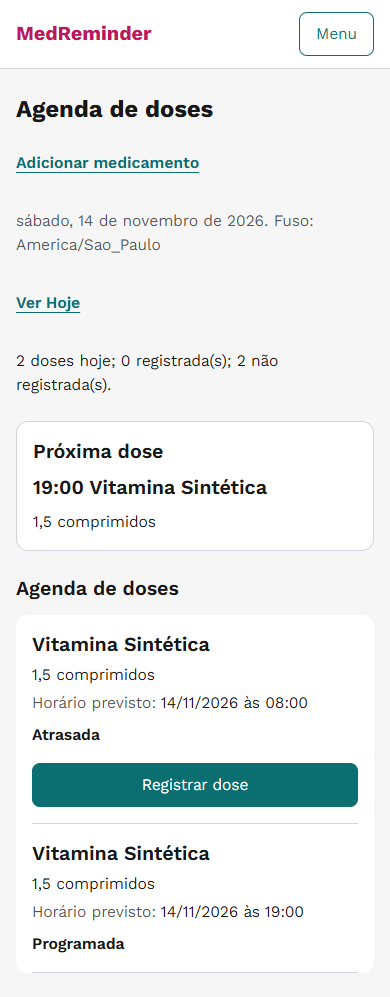 MedReminder
Menu
Agenda de doses
Adicionar medicamento
sábado, 14 de novembro de 2026. Fuso:
America/Sao_Paulo
Ver Hoje
2 doses hoje; 0 registrada(s); 2 não
registrada(s).
Próxima dose
19:00 Vitamina Sintética
1,5 comprimidos
Agenda de doses
Vitamina Sintética
1,5 comprimidos
Horário previsto: 14/11/2026 às 08:00
Atrasada
Registrar dose
Vitamina Sintética
1,5 comprimidos
Horário previsto: 14/11/2026 às 19:00
Programada